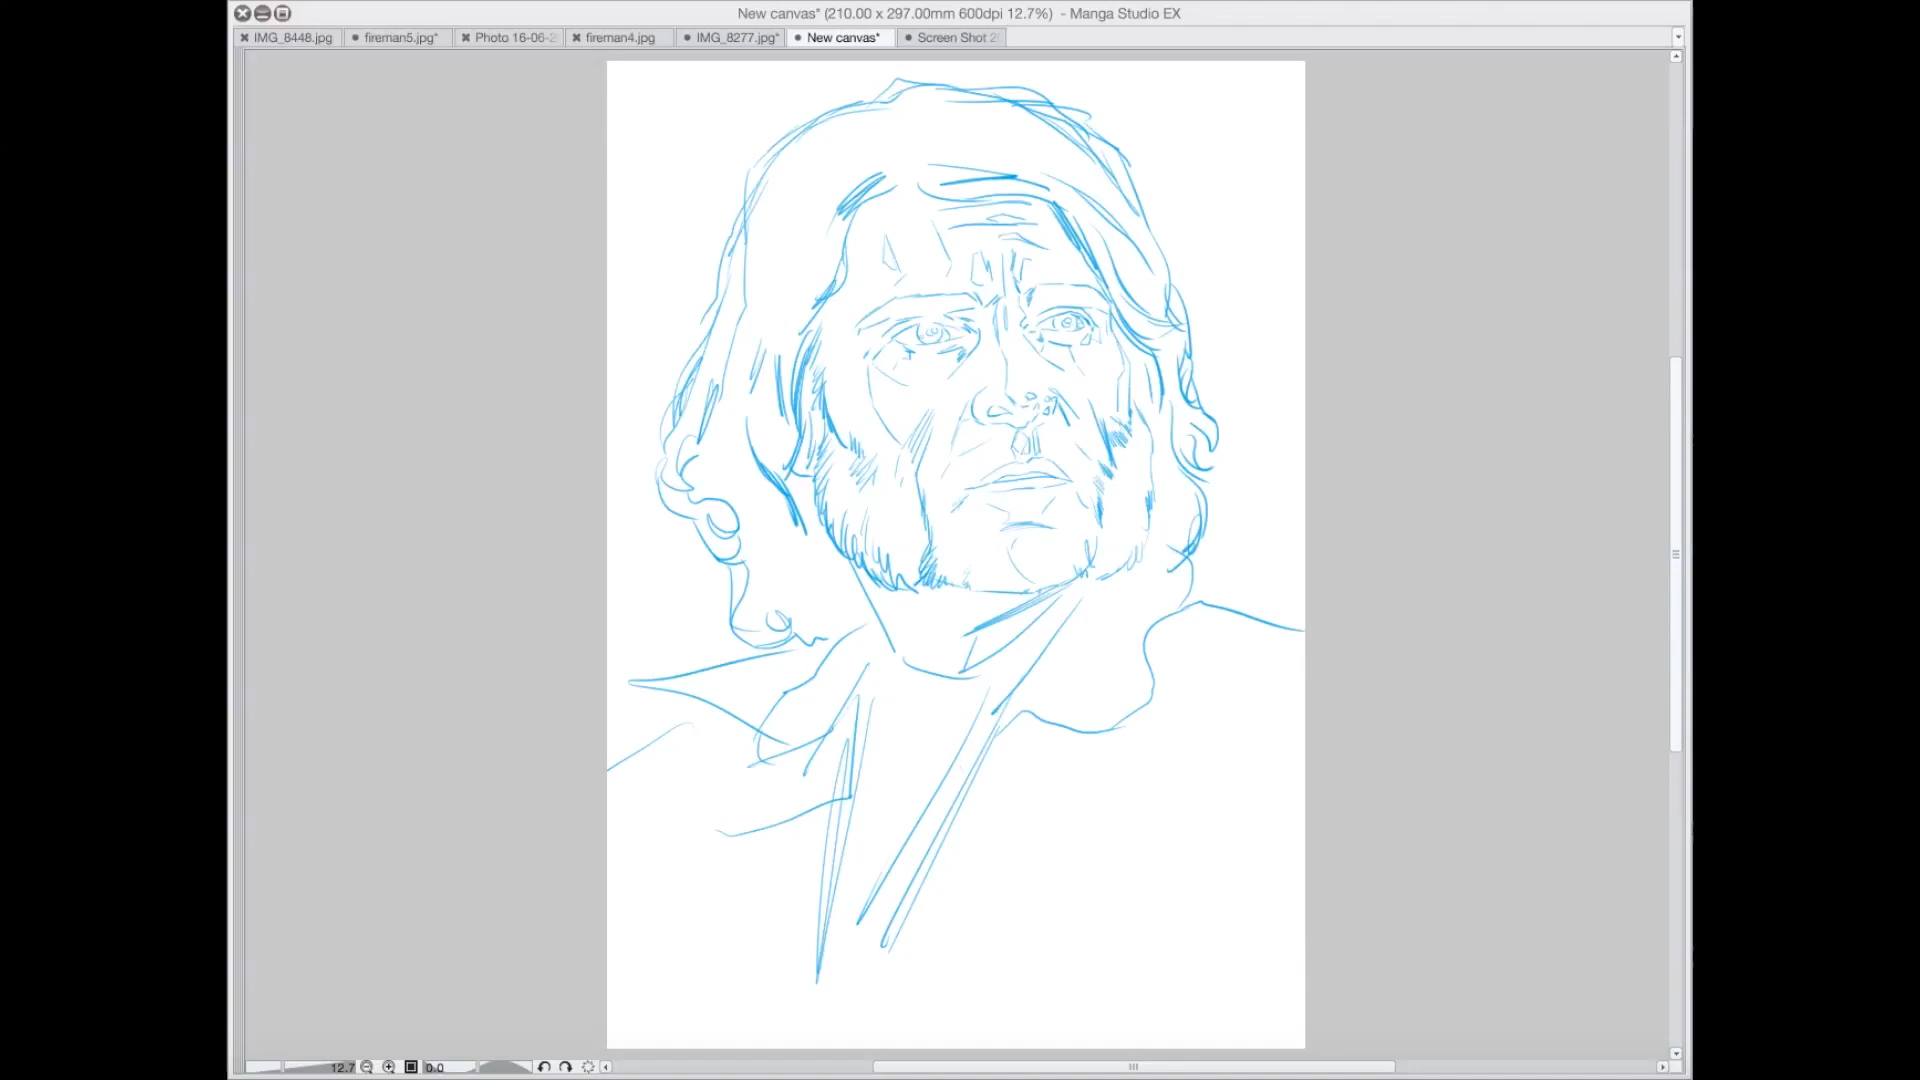 New canvas* (210.00 x 297.00mm 600dpi 12.7%) - Manga Studio EX
IMG_8448.jpg fireman5.jpg* Photo 16-06-2 fireman4.jpg IMG_8277.jpg* New canvas* Screen Shot 2
12.7 0.0